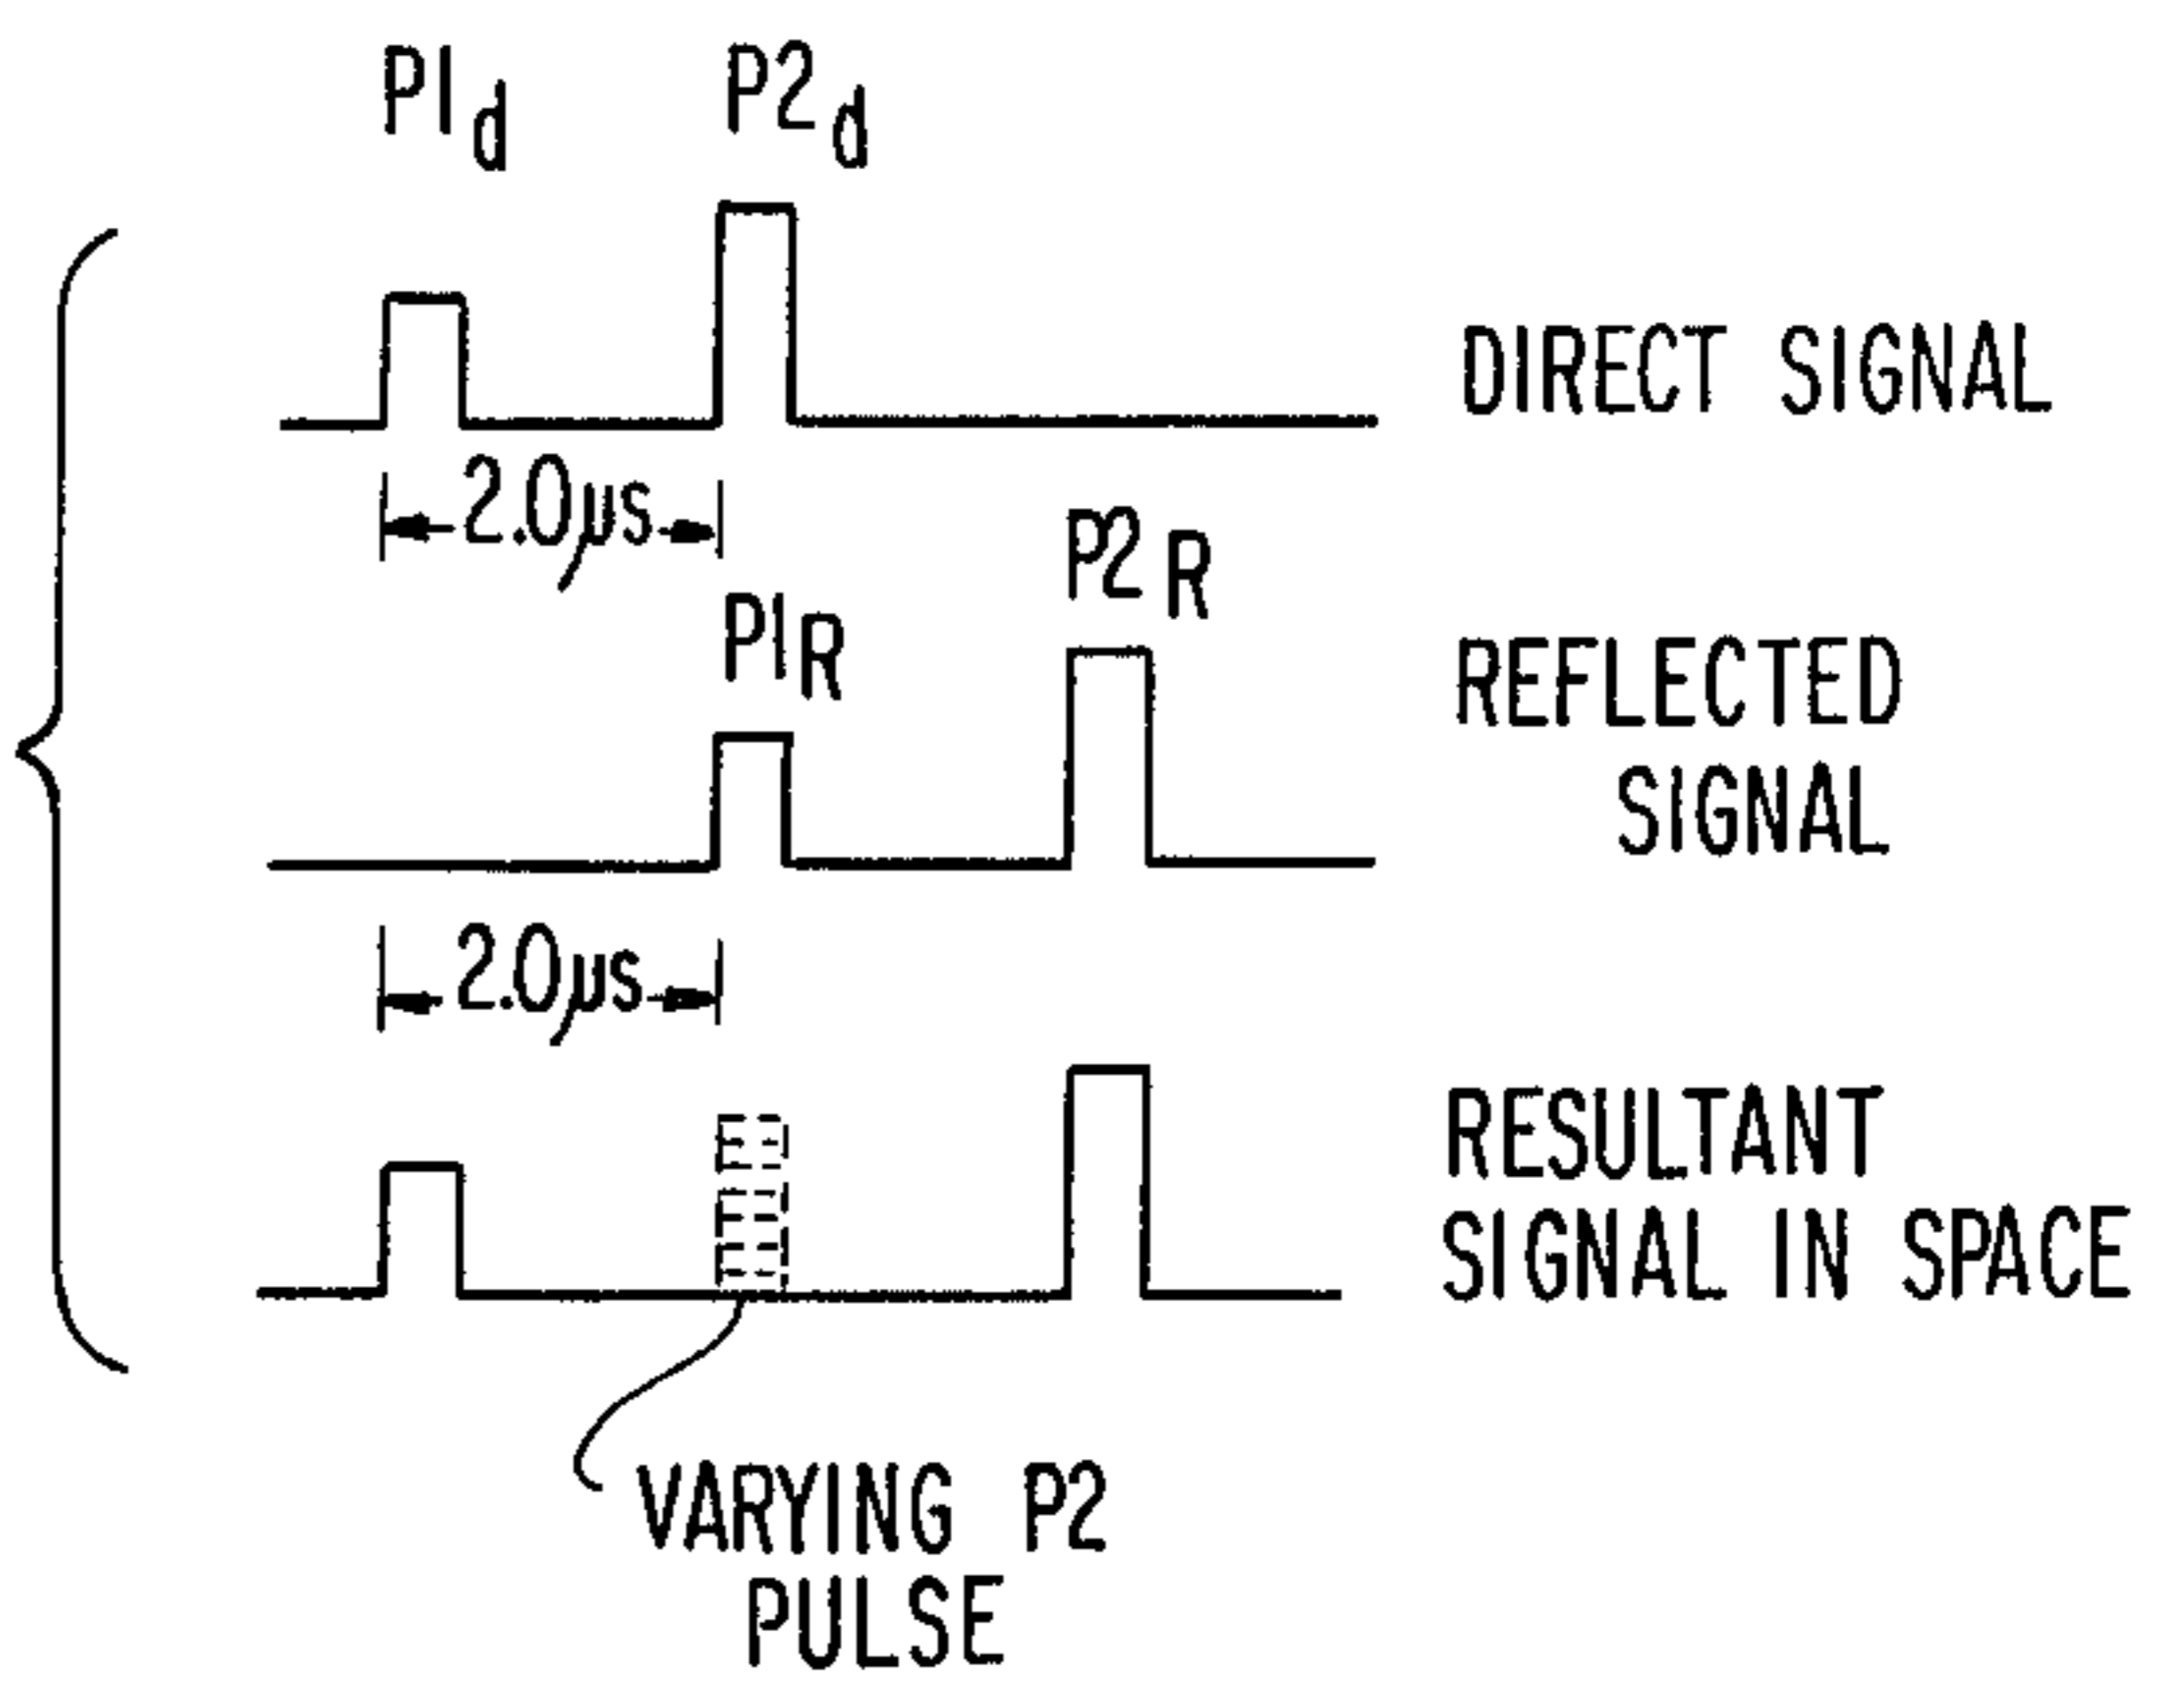 P1d
P2d
DIRECT SIGNAL
2.0μs
P2R
P1R
REFLECTED
SIGNAL
2.0μs
RESULTANT
SIGNAL IN SPACE
VARYING P2
PULSE